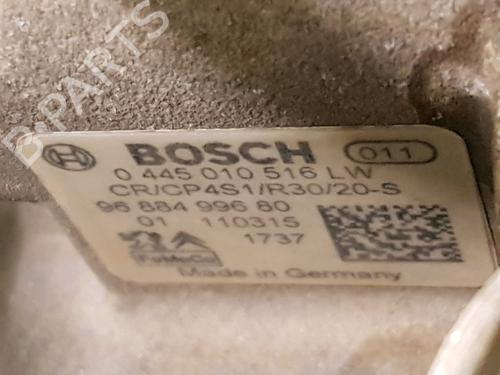 B-PARTS
BOSCH 011
0 445 010 516 LW
CR/CP4S1/R30/20-S
96 884 996 80
01 110315
1737
FoMoCo
Made in Germany